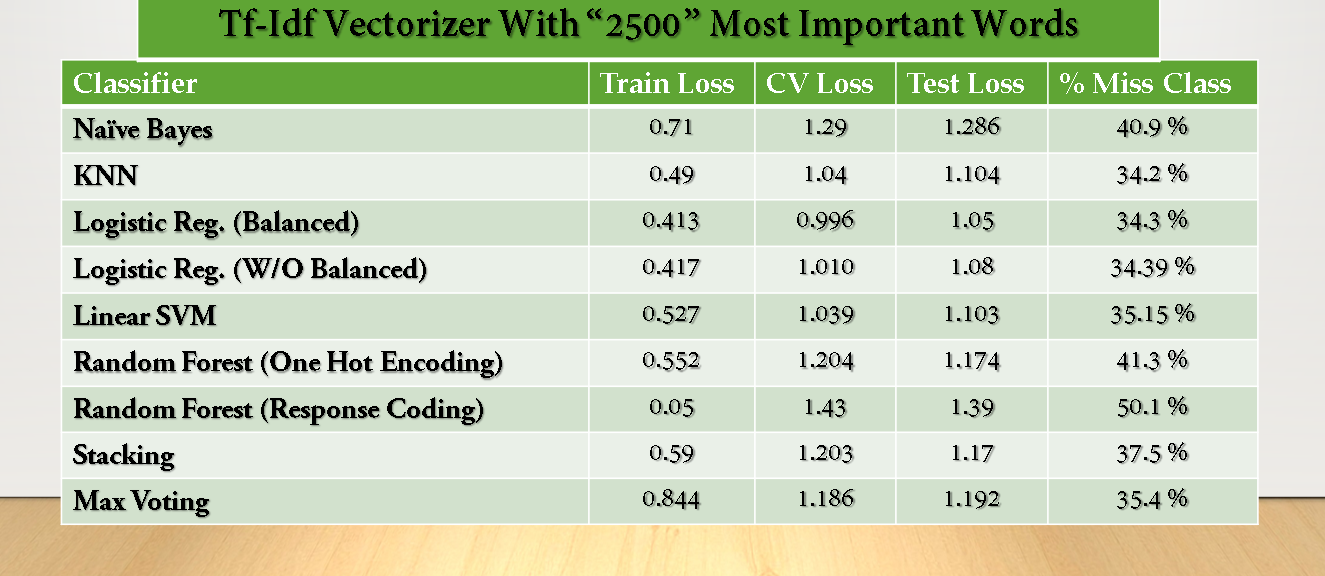 Tf-Idf Vectorizer With “2500” Most Important Words
Classifier Train Loss CV Loss Test Loss % Miss Class
Naïve Bayes 0.71 1.29 1.286 40.9 %
KNN 0.49 1.04 1.104 34.2 %
Logistic Reg. (Balanced) 0.413 0.996 1.05 34.3 %
Logistic Reg. (W/O Balanced) 0.417 1.010 1.08 34.39 %
Linear SVM 0.527 1.039 1.103 35.15 %
Random Forest (One Hot Encoding) 0.552 1.204 1.174 41.3 %
Random Forest (Response Coding) 0.05 1.43 1.39 50.1 %
Stacking 0.59 1.203 1.17 37.5 %
Max Voting 0.844 1.186 1.192 35.4 %